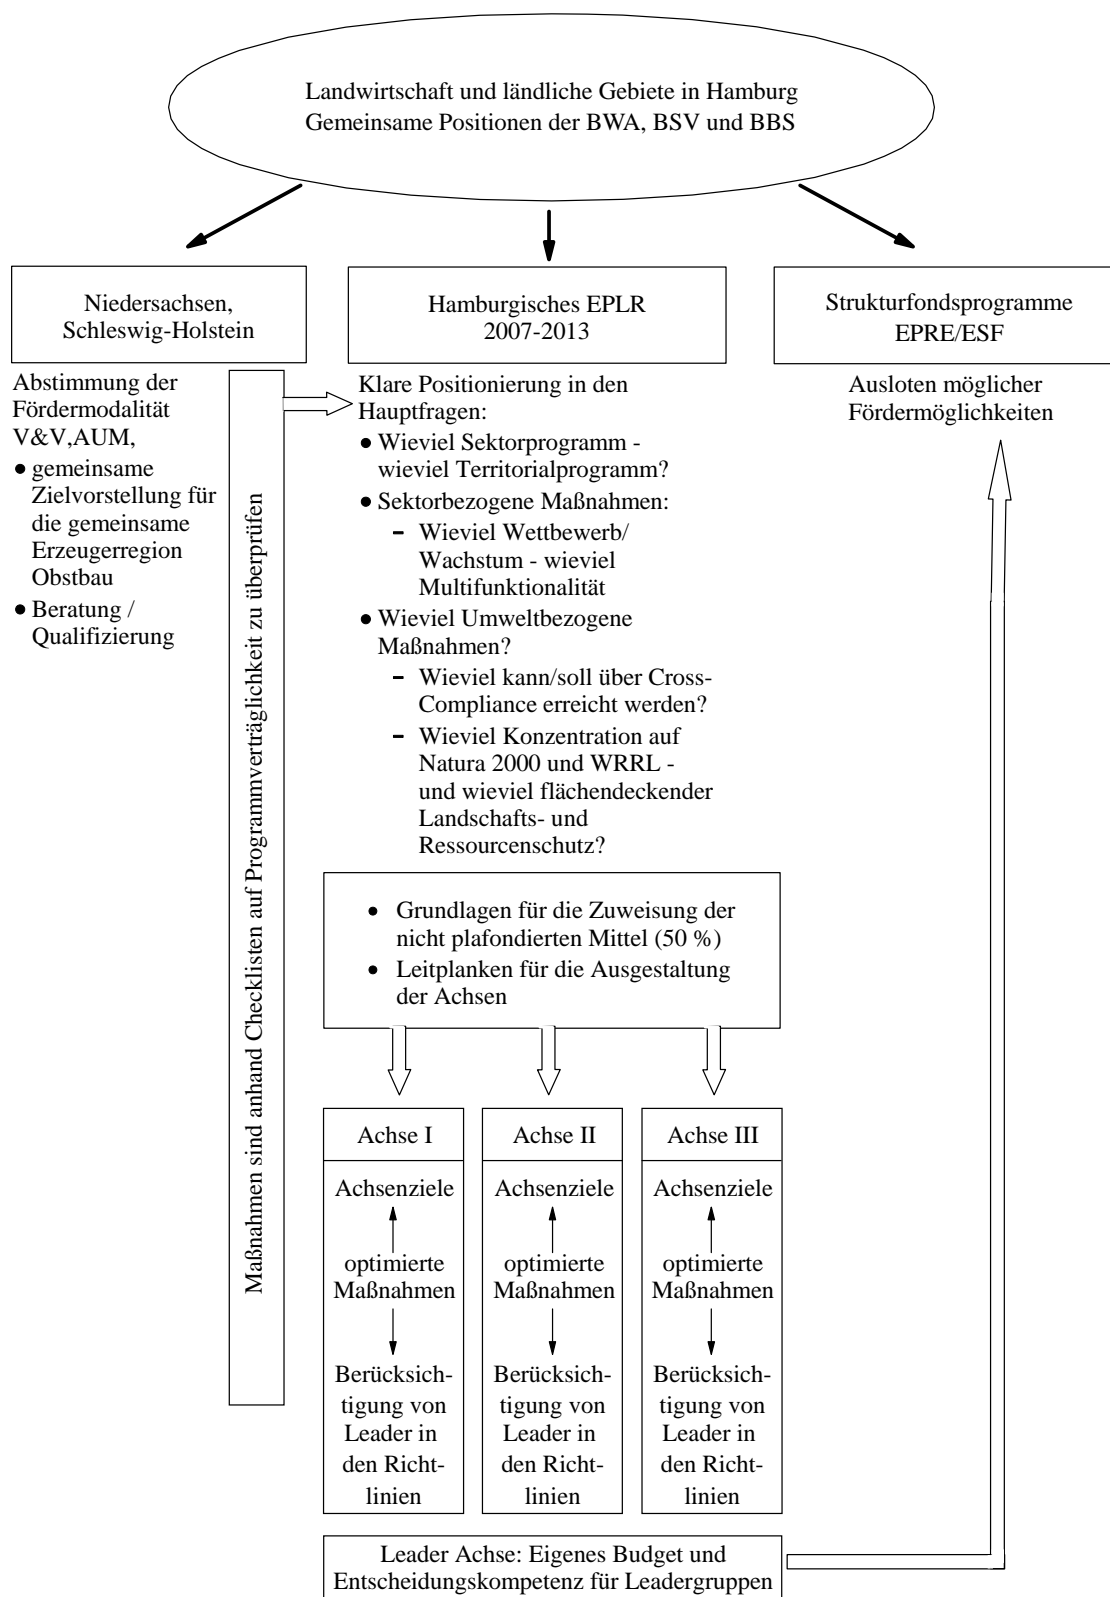 Landwirtschaft und ländliche Gebiete in Hamburg
Gemeinsame Positionen der BWA, BSV und BBS
Niedersachsen,
Schleswig-Holstein
Hamburgisches EPLR
2007-2013
Strukturfondsprogramme
EPRE/ESF
Abstimmung der
Fördermodalität
V&V,AUM,
● gemeinsame
Zielvorstellung für
die gemeinsame
Erzeugerregion
Obstbau
● Beratung /
Qualifizierung
Maßnahmen sind anhand Checklisten auf Programmverträglichkeit zu überprüfen
Klare Positionierung in den
Hauptfragen:
● Wieviel Sektorprogramm -
wieviel Territorialprogramm?
● Sektorbezogene Maßnahmen:
– Wieviel Wettbewerb/
Wachstum - wieviel
Multifunktionalität
● Wieviel Umweltbezogene
Maßnahmen?
– Wieviel kann/soll über Cross-
Compliance erreicht werden?
– Wieviel Konzentration auf
Natura 2000 und WRRL -
und wieviel flächendeckender
Landschafts- und
Ressourcenschutz?
Ausloten möglicher
Fördermöglichkeiten
● Grundlagen für die Zuweisung der
nicht plafondierten Mittel (50 %)
● Leitplanken für die Ausgestaltung
der Achsen
Achse I
Achsenziele
optimierte
Maßnahmen
Berücksich-
tigung von
Leader in
den Richt-
linien
Achse II
Achsenziele
optimierte
Maßnahmen
Berücksich-
tigung von
Leader in
den Richt-
linien
Achse III
Achsenziele
optimierte
Maßnahmen
Berücksich-
tigung von
Leader in
den Richt-
linien
Leader Achse: Eigenes Budget und
Entscheidungskompetenz für Leadergruppen